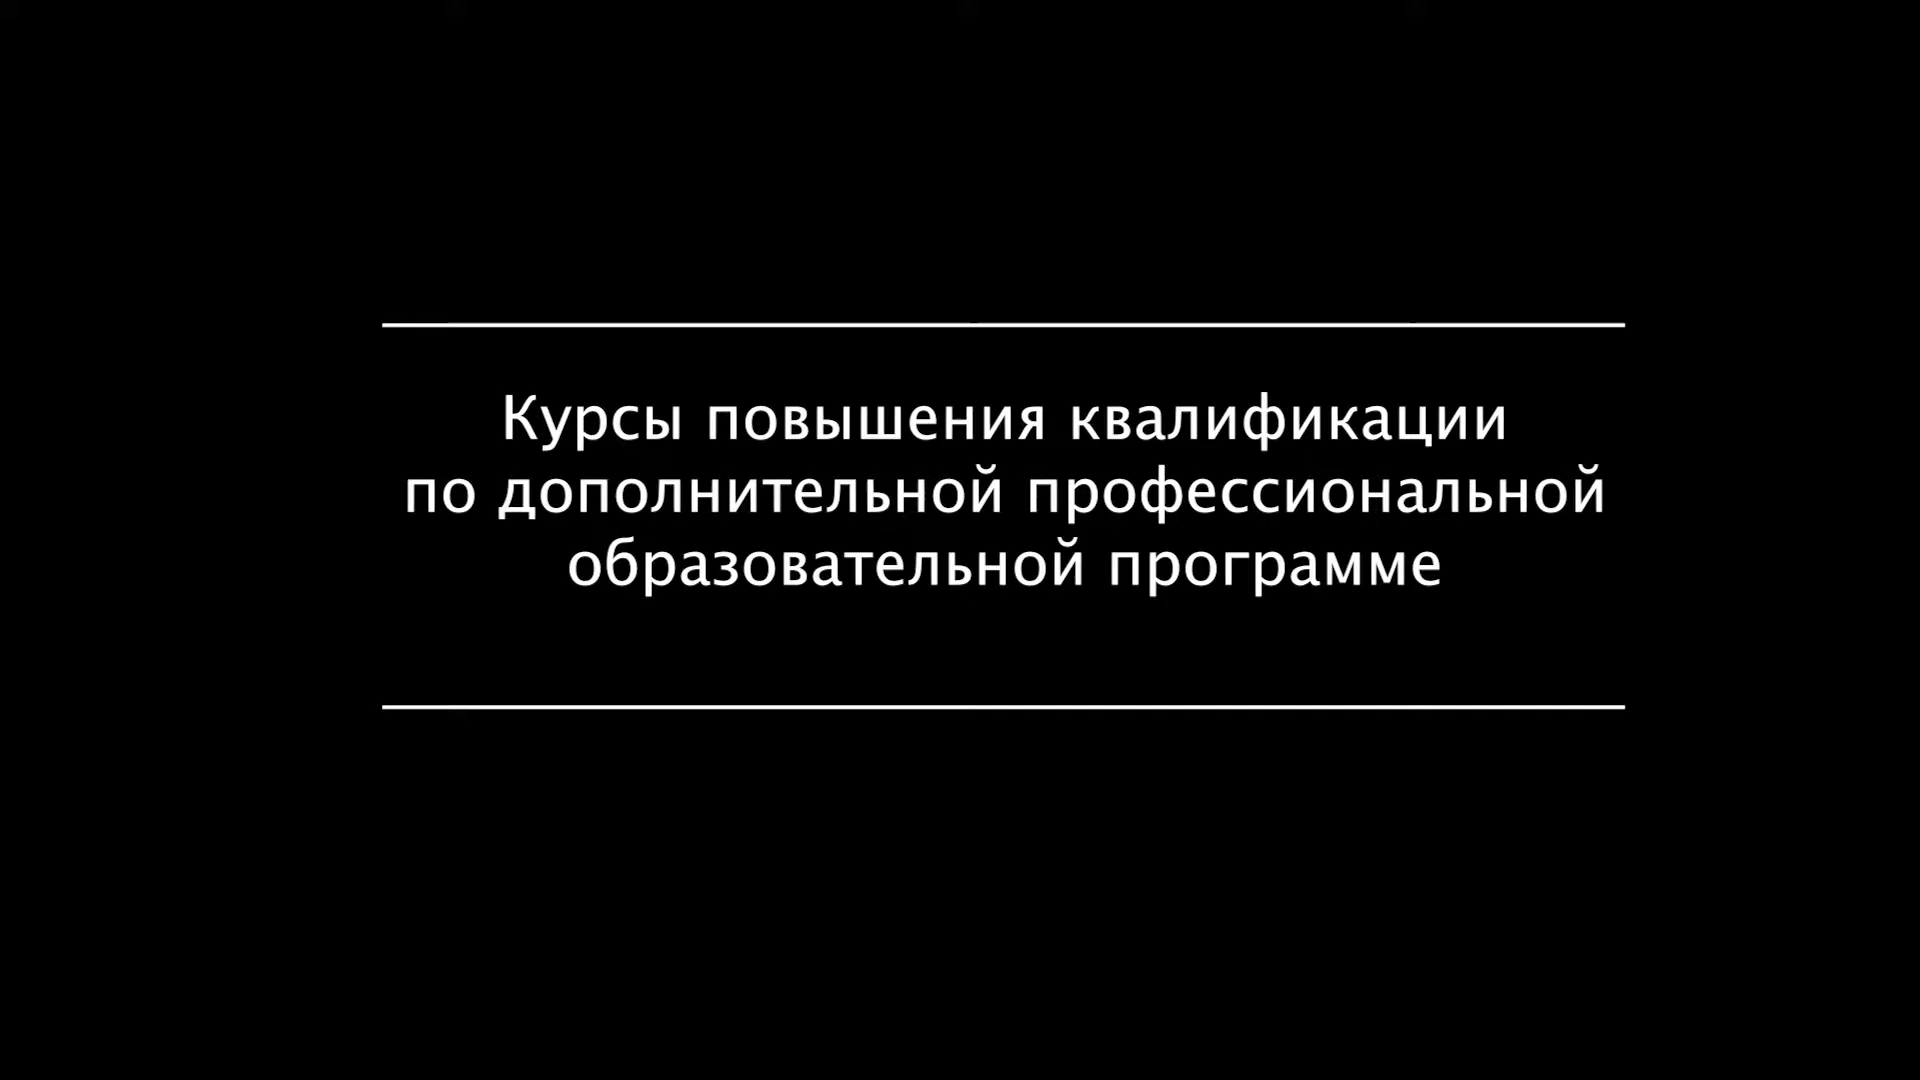 Курсы повышения квалификации
по дополнительной профессиональной
образовательной программе